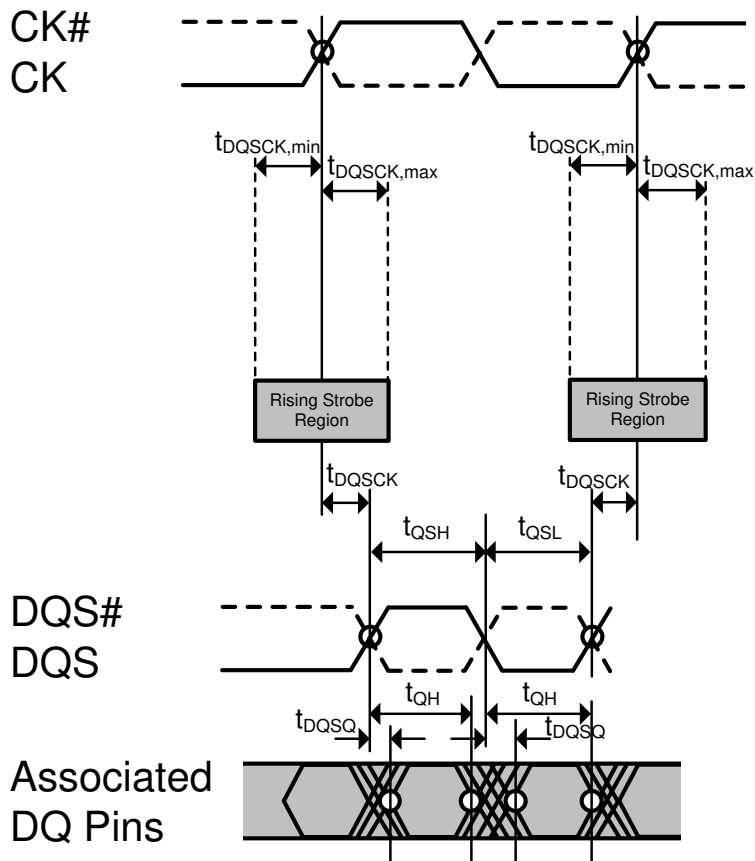 CK#
CK
tDQSCK,min
tDQSCK,min
tDQSCK,max
tDQSCK,max
Rising Strobe
Region
Rising Strobe
Region
tDQSCK
tDQSCK
tQSH
tQSL
DQS#
DQS
tQH
tQH
tDQSQ
tDQSQ
Associated
DQ Pins